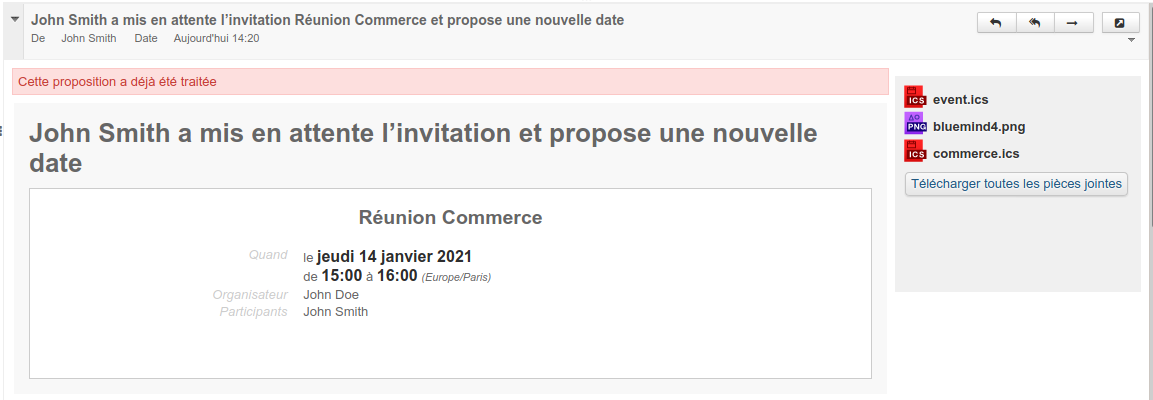 John Smith a mis en attente l’invitation Réunion Commerce et propose une nouvelle date
De John Smith Date Aujourd'hui 14:20
Cette proposition a déjà été traitée
John Smith a mis en attente l’invitation et propose une nouvelle
date
Réunion Commerce
Quand le jeudi 14 janvier 2021
de 15:00 à 16:00 (Europe/Paris)
Organisateur John Doe
Participants John Smith
ICS event.ics
PNG bluemind4.png
ICS commerce.ics
Télécharger toutes les pièces jointes